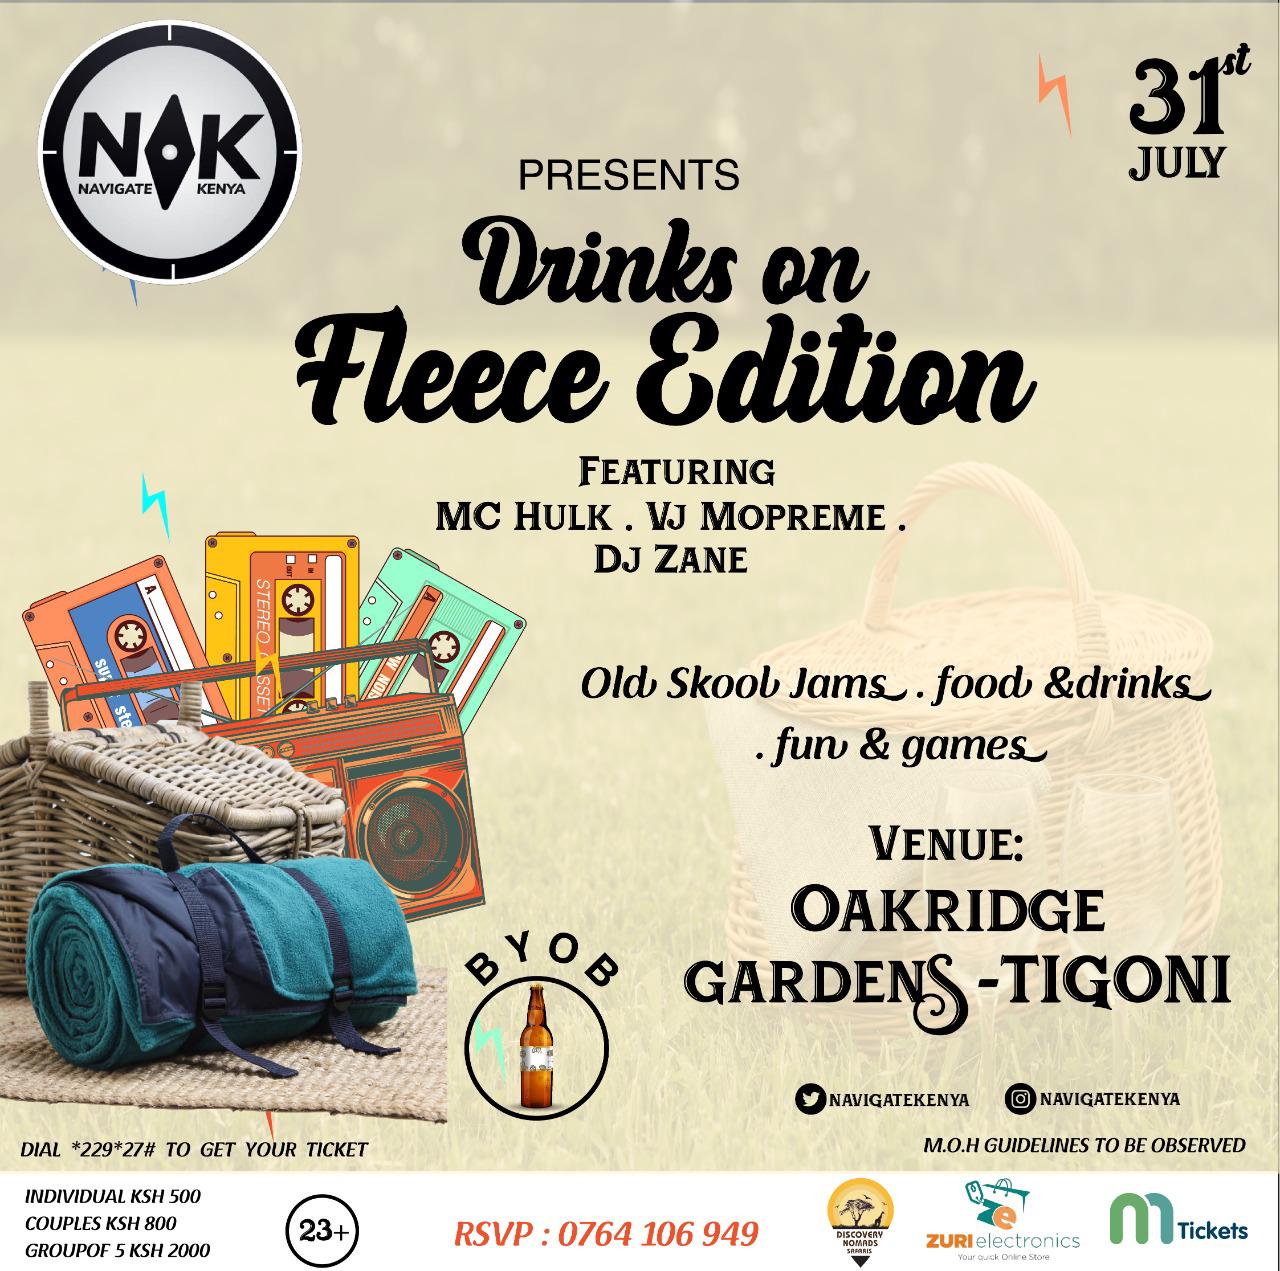 NK
NAVIGATE KENYA
31st
JULY
PRESENTS
Drinks on
Fleece Edition
FEATURING
MC HULK . VJ MOPREME .
DJ ZANE
A
OUT
IN
STEREO
A
Old Skool Jams . food &drinks
. fun & games
VENUE:
OAKRIDGE
GARDENS -TIGONI
BYOB
NAVIGATEKENYA
NAVIGATEKENYA
DIAL *229*27# TO GET YOUR TICKET
M.O.H GUIDELINES TO BE OBSERVED
INDIVIDUAL KSH 500
COUPLES KSH 800
GROUPOF 5 KSH 2000
23+
RSVP : 0764 106 949
DISCOVERY
NOMADS
SAFARIS
ZURI electronics
Your quick Online Store
m Tickets